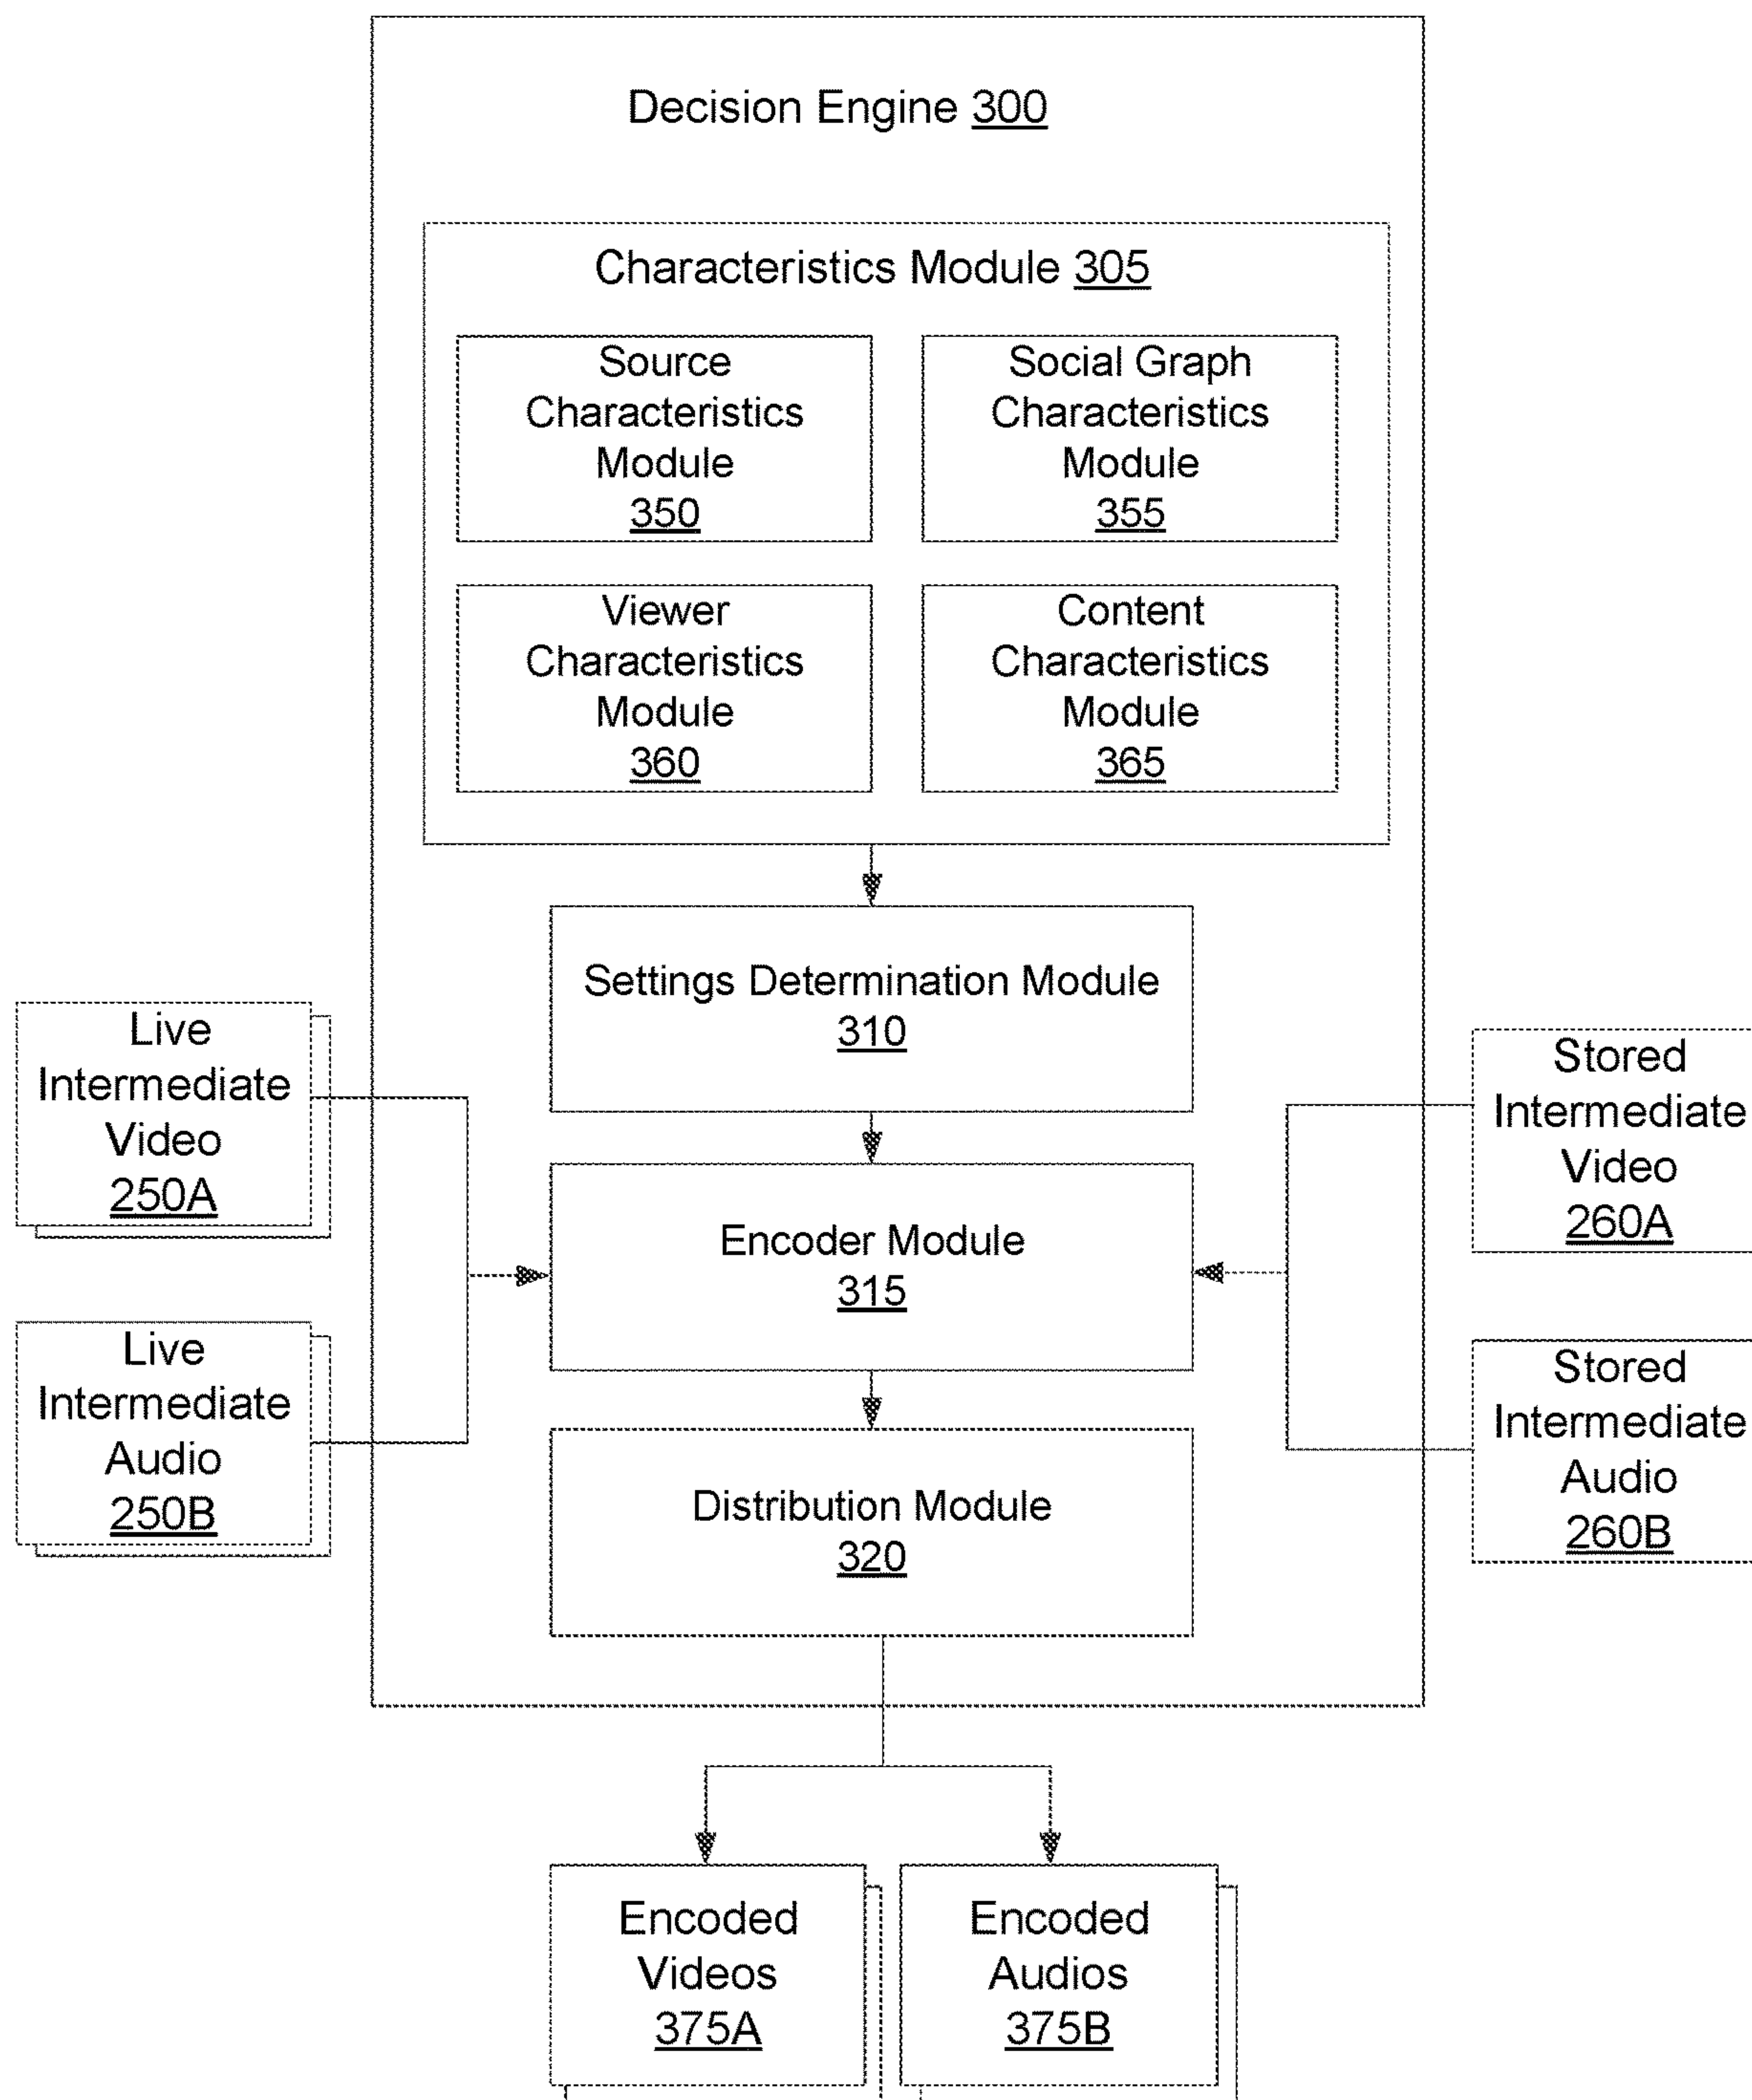 Decision Engine 300
Characteristics Module 305
Source
Characteristics
Module
350
Social Graph
Characteristics
Module
355
Viewer
Characteristics
Module
360
Content
Characteristics
Module
365
Settings Determination Module
310
Live
Intermediate
Video
250A
Stored
Intermediate
Video
260A
Encoder Module
315
Live
Intermediate
Audio
250B
Stored
Intermediate
Audio
260B
Distribution Module
320
Encoded
Videos
375A
Encoded
Audios
375B